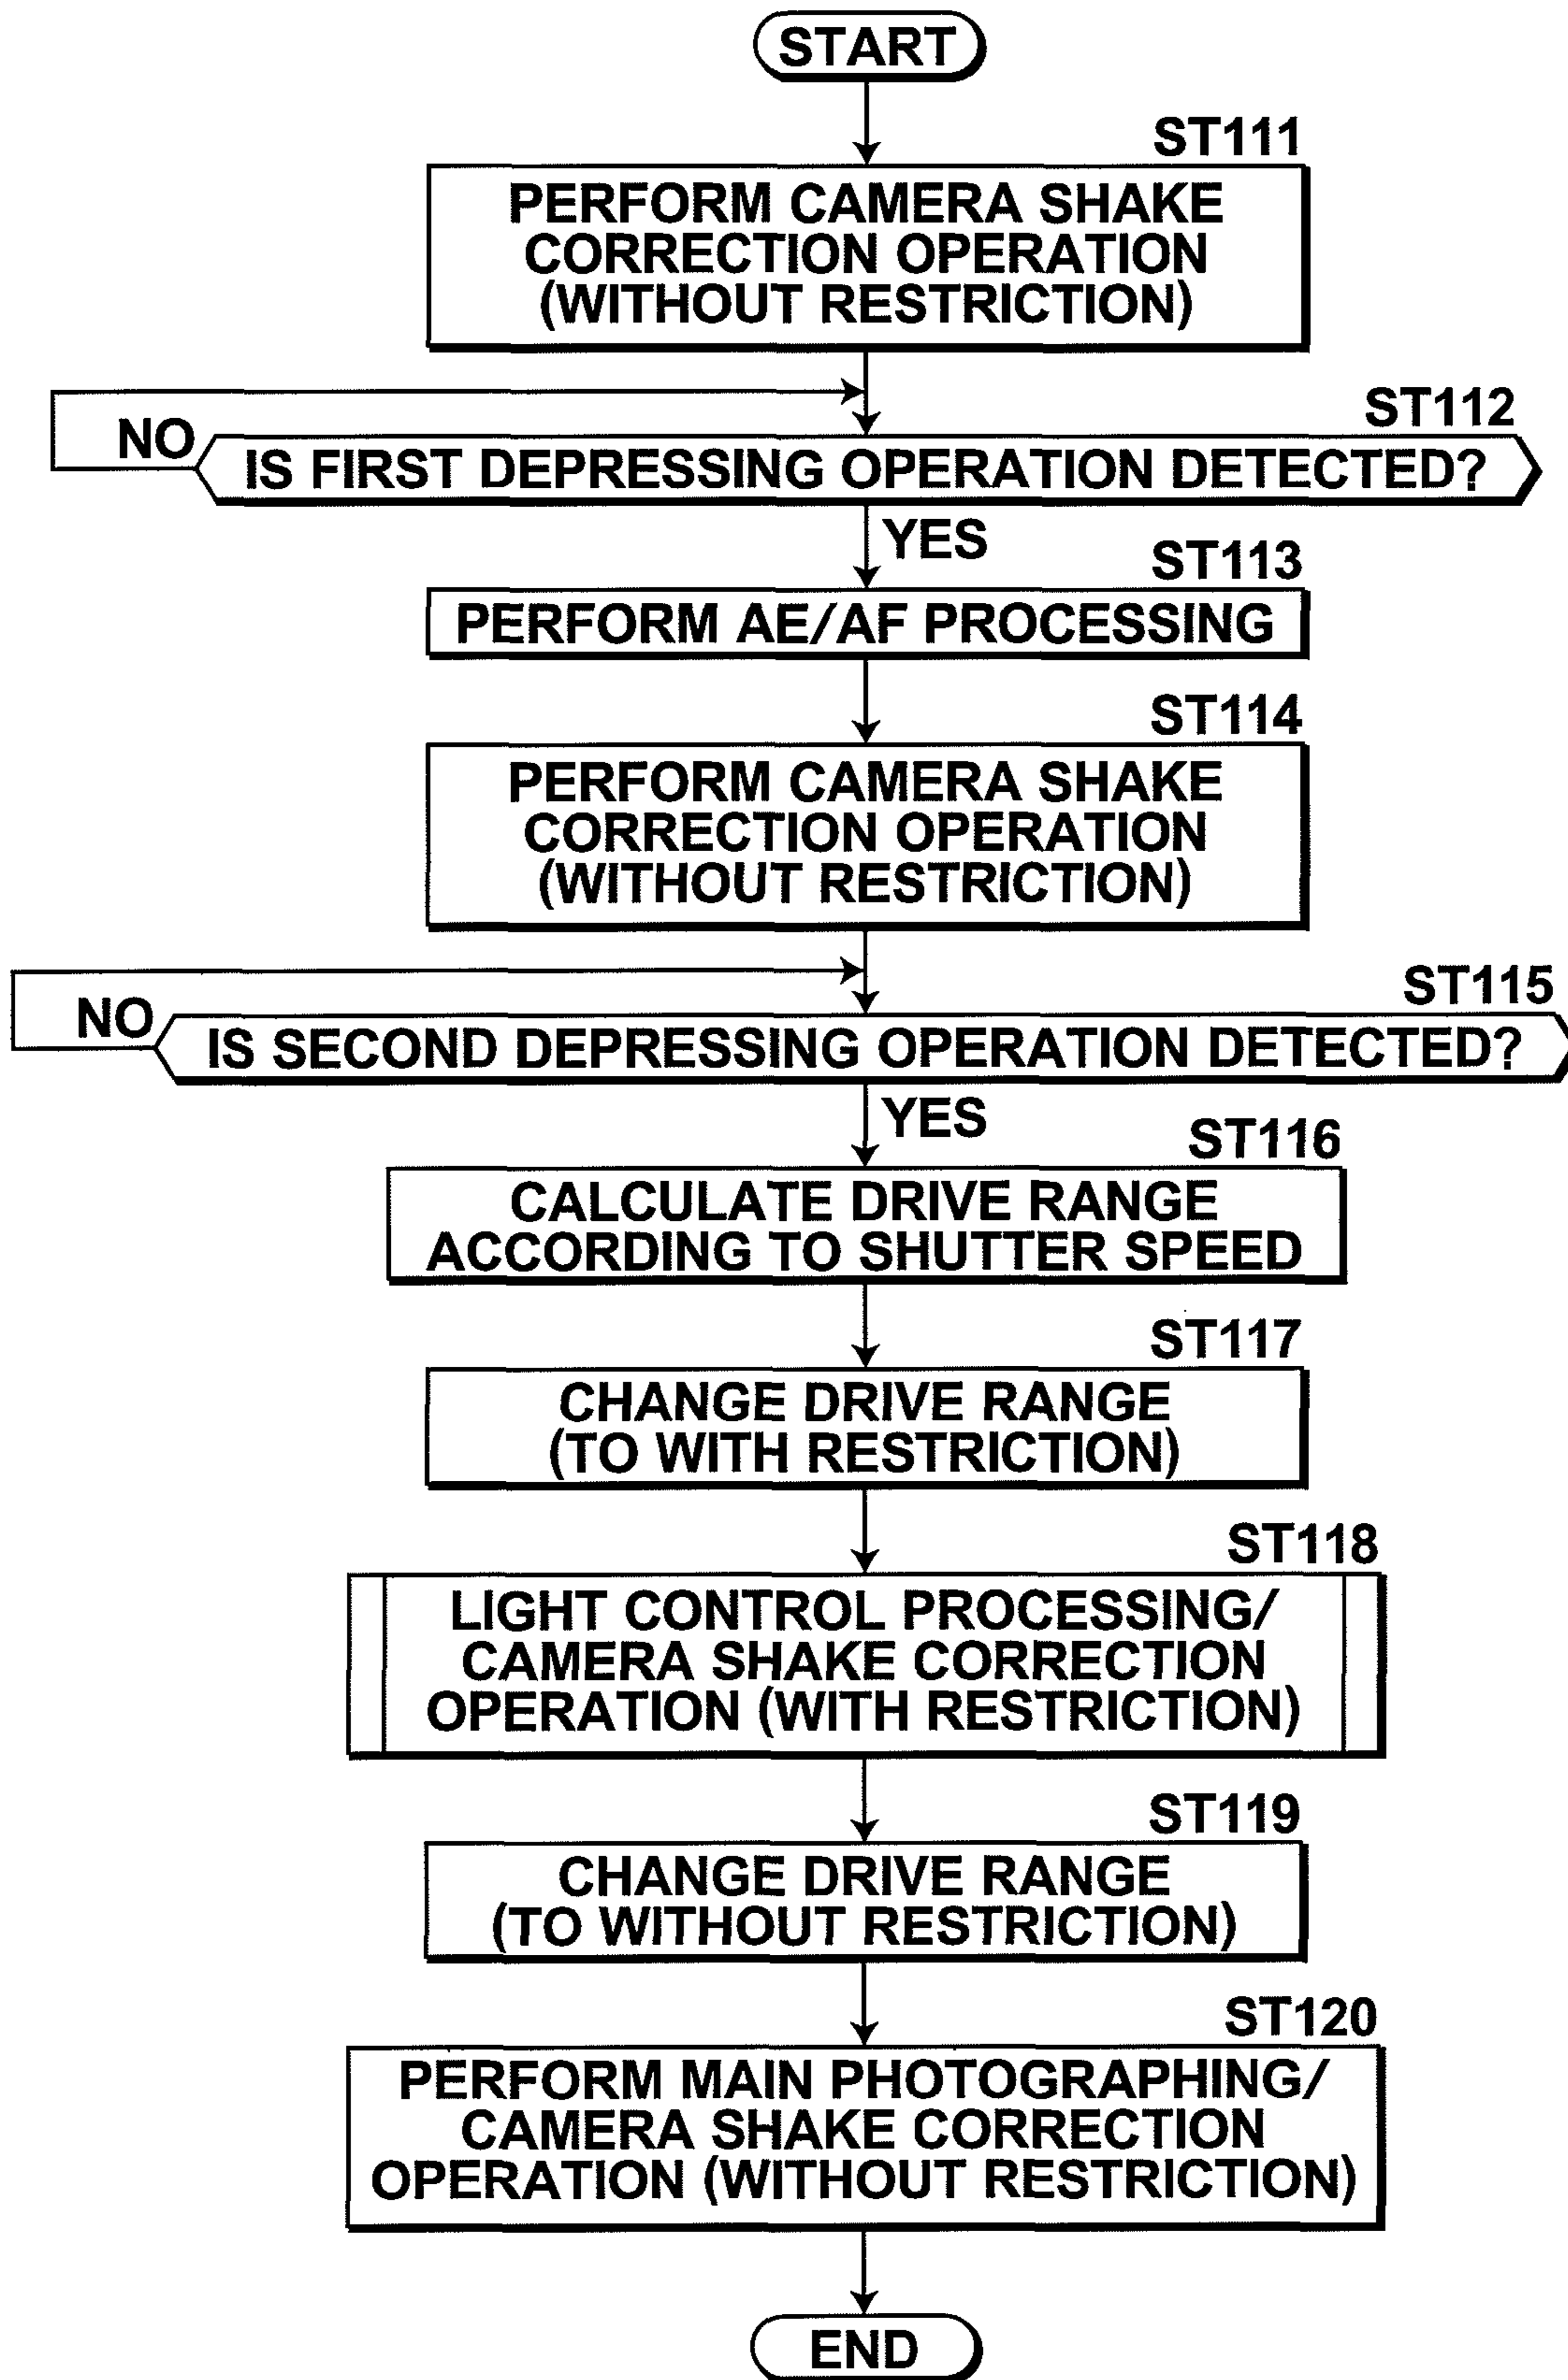 START
ST111
PERFORM CAMERA SHAKE
CORRECTION OPERATION
(WITHOUT RESTRICTION)
ST112
NO
IS FIRST DEPRESSING OPERATION DETECTED?
YES
ST113
PERFORM AE/AF PROCESSING
ST114
PERFORM CAMERA SHAKE
CORRECTION OPERATION
(WITHOUT RESTRICTION)
ST115
NO
IS SECOND DEPRESSING OPERATION DETECTED?
YES
ST116
CALCULATE DRIVE RANGE
ACCORDING TO SHUTTER SPEED
ST117
CHANGE DRIVE RANGE
(TO WITH RESTRICTION)
ST118
LIGHT CONTROL PROCESSING/
CAMERA SHAKE CORRECTION
OPERATION (WITH RESTRICTION)
ST119
CHANGE DRIVE RANGE
(TO WITHOUT RESTRICTION)
ST120
PERFORM MAIN PHOTOGRAPHING/
CAMERA SHAKE CORRECTION
OPERATION (WITHOUT RESTRICTION)
END